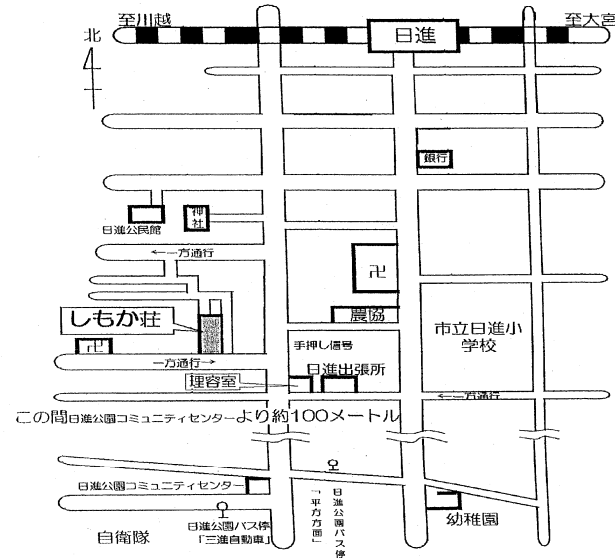 至川越
至大宮
北
日進
銀行
神社
日進公民館
←一方通行
卍
農協
しもか荘
市立日進小
学校
手押し信号
卍
一方通行→
日進出張所
理容室
←一方通行
この間日進公園コミュニティセンターより約100メートル
日進公園コミュニティセンター
自衛隊
日進公園バス停
「三進自動車」
日進公園バス停
「平方方面」
幼稚園